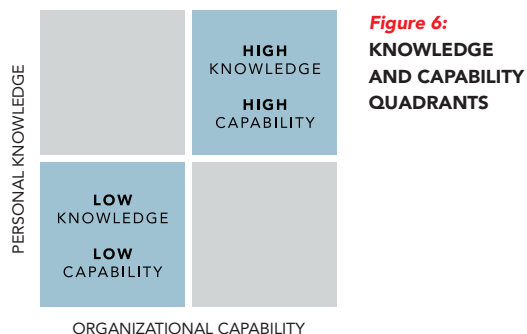 Figure 6:
KNOWLEDGE
AND CAPABILITY
QUADRANTS
PERSONAL KNOWLEDGE
HIGH
KNOWLEDGE
HIGH
CAPABILITY
LOW
KNOWLEDGE
LOW
CAPABILITY
ORGANIZATIONAL CAPABILITY